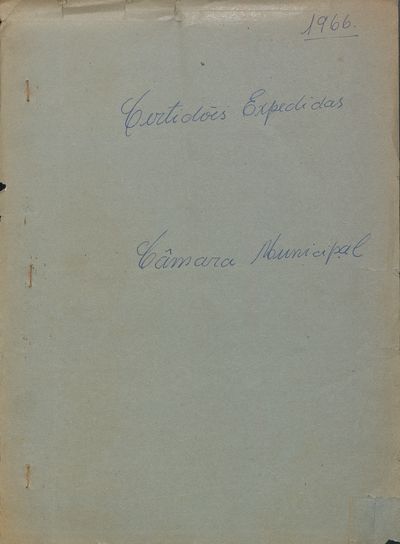 1966.
Certidões Expedidas
Câmara Municipal